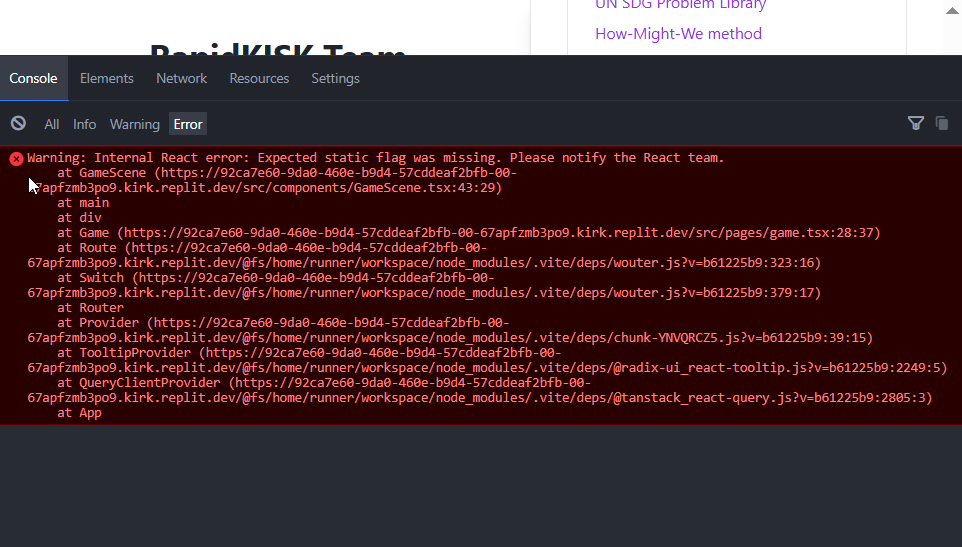 UN SDG Problem Library
How-Might-We method
RapidKISK Team
Console Elements Network Resources Settings
All Info Warning Error
Warning: Internal React error: Expected static flag was missing. Please notify the React team.
at GameScene (https://92ca7e60-9da0-460e-b9d4-57cddeaf2bfb-00-
67apfzmb3po9.kirk.replit.dev/src/components/GameScene.tsx:43:29)
at main
at div
at Game (https://92ca7e60-9da0-460e-b9d4-57cddeaf2bfb-00-67apfzmb3po9.kirk.replit.dev/src/pages/game.tsx:28:37)
at Route (https://92ca7e60-9da0-460e-b9d4-57cddeaf2bfb-00-
67apfzmb3po9.kirk.replit.dev/@fs/home/runner/workspace/node_modules/.vite/deps/wouter.js?v=b61225b9:323:16)
at Switch (https://92ca7e60-9da0-460e-b9d4-57cddeaf2bfb-00-
67apfzmb3po9.kirk.replit.dev/@fs/home/runner/workspace/node_modules/.vite/deps/wouter.js?v=b61225b9:379:17)
at Router
at Provider (https://92ca7e60-9da0-460e-b9d4-57cddeaf2bfb-00-
67apfzmb3po9.kirk.replit.dev/@fs/home/runner/workspace/node_modules/.vite/deps/chunk-YNVQRCZ5.js?v=b61225b9:39:15)
at TooltipProvider (https://92ca7e60-9da0-460e-b9d4-57cddeaf2bfb-00-
67apfzmb3po9.kirk.replit.dev/@fs/home/runner/workspace/node_modules/.vite/deps/@radix-ui_react-tooltip.js?v=b61225b9:2249:5)
at QueryClientProvider (https://92ca7e60-9da0-460e-b9d4-57cddeaf2bfb-00-
67apfzmb3po9.kirk.replit.dev/@fs/home/runner/workspace/node_modules/.vite/deps/@tanstack_react-query.js?v=b61225b9:2805:3)
at App